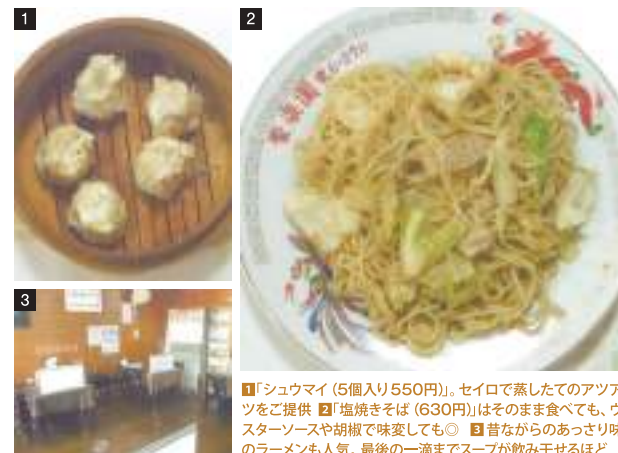 1
2
3
1「シュウマイ（5個入り550円）」。セイロで蒸したてのアツア
ツをご提供 2「塩焼きそば（630円）」はそのまま食べても、ウ
スターソースや胡椒で味変しても◎ 3 昔ながらのあっさり味
のラーメンも人気。最後の一滴までスープが飲み干せるほど